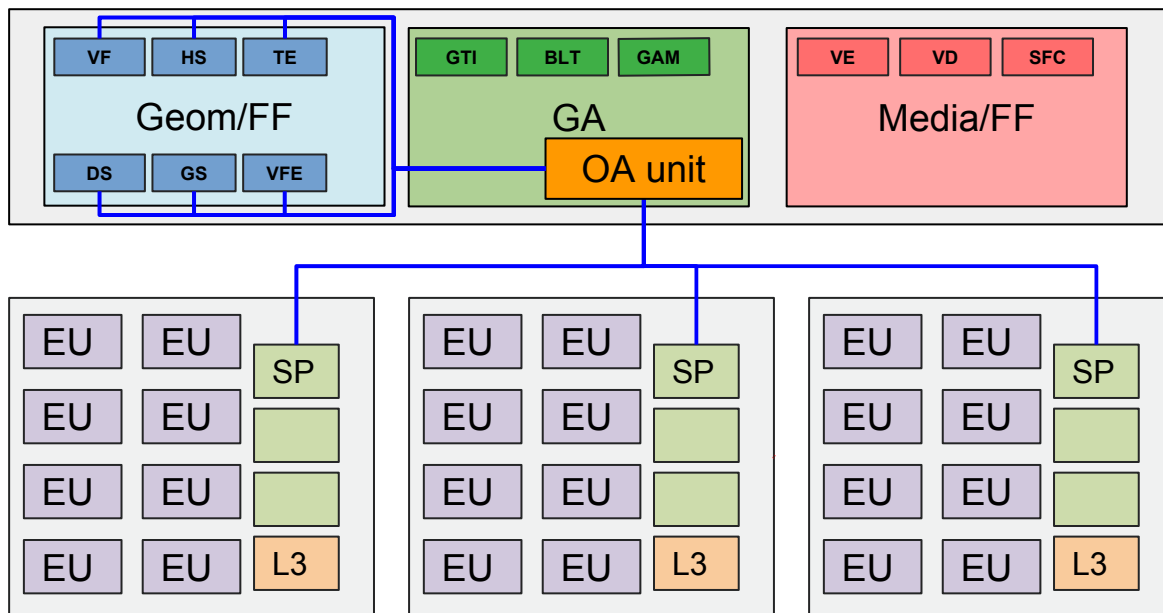 VF HS TE
Geom/FF
DS GS VFE
GTI BLT GAM
GA
OA unit
VE VD SFC
Media/FF
EU EU
SP
EU EU
EU EU
EU EU
L3
EU EU
SP
EU EU
EU EU
EU EU
L3
EU EU
SP
EU EU
EU EU
EU EU
L3